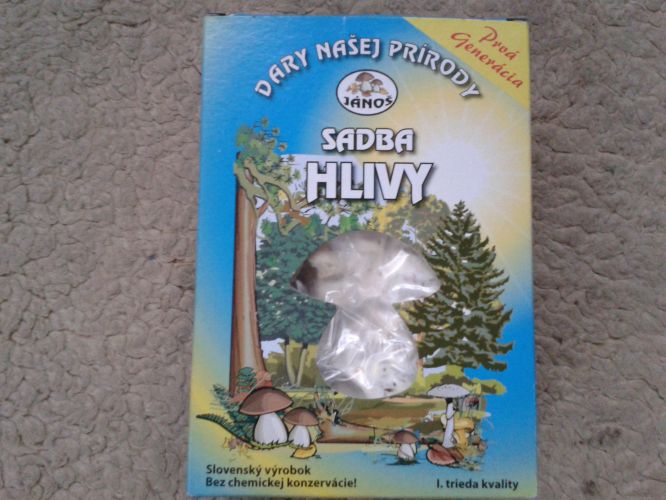 DARY NAŠEJ PRÍRODY
Prvá
Generácia
JÁNOŠ
SADBA
HLIVY
Slovenský výrobok
Bez chemickej konzervácie!
I. trieda kvality